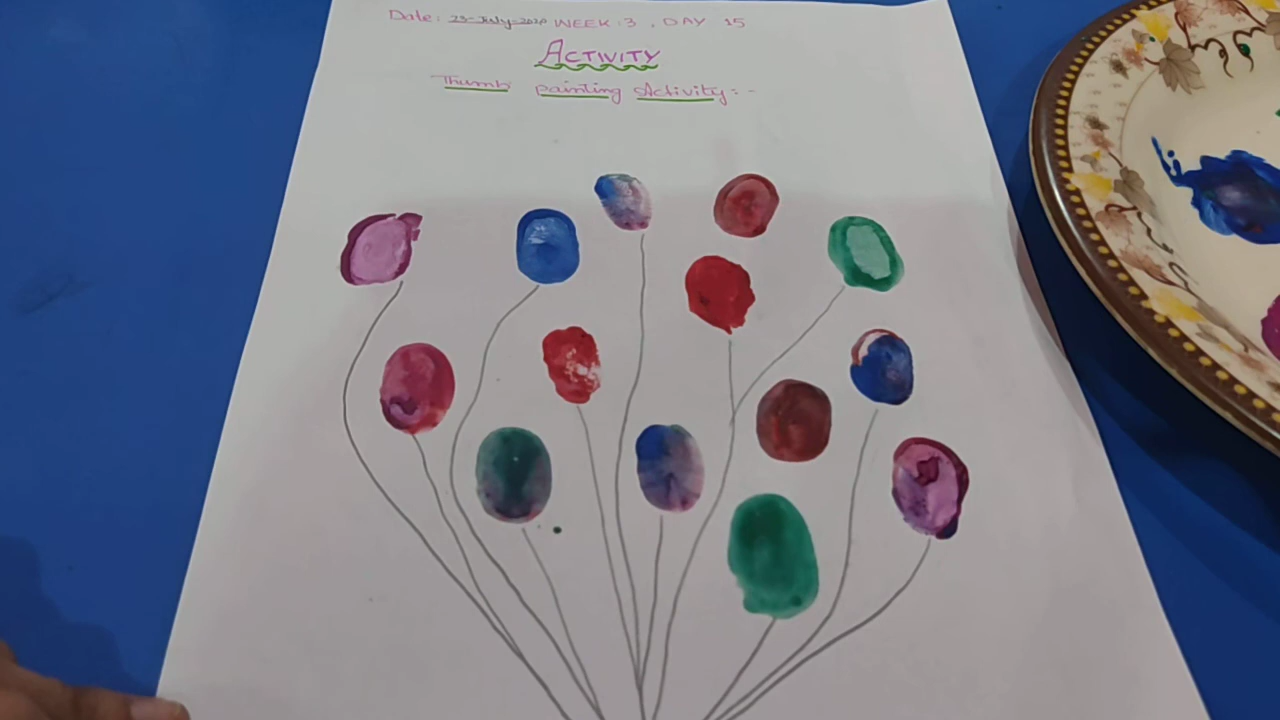 Date: 23-July-2020 WEEK:3, DAY 15
ACTIVITY
Thumb painting Activity:-